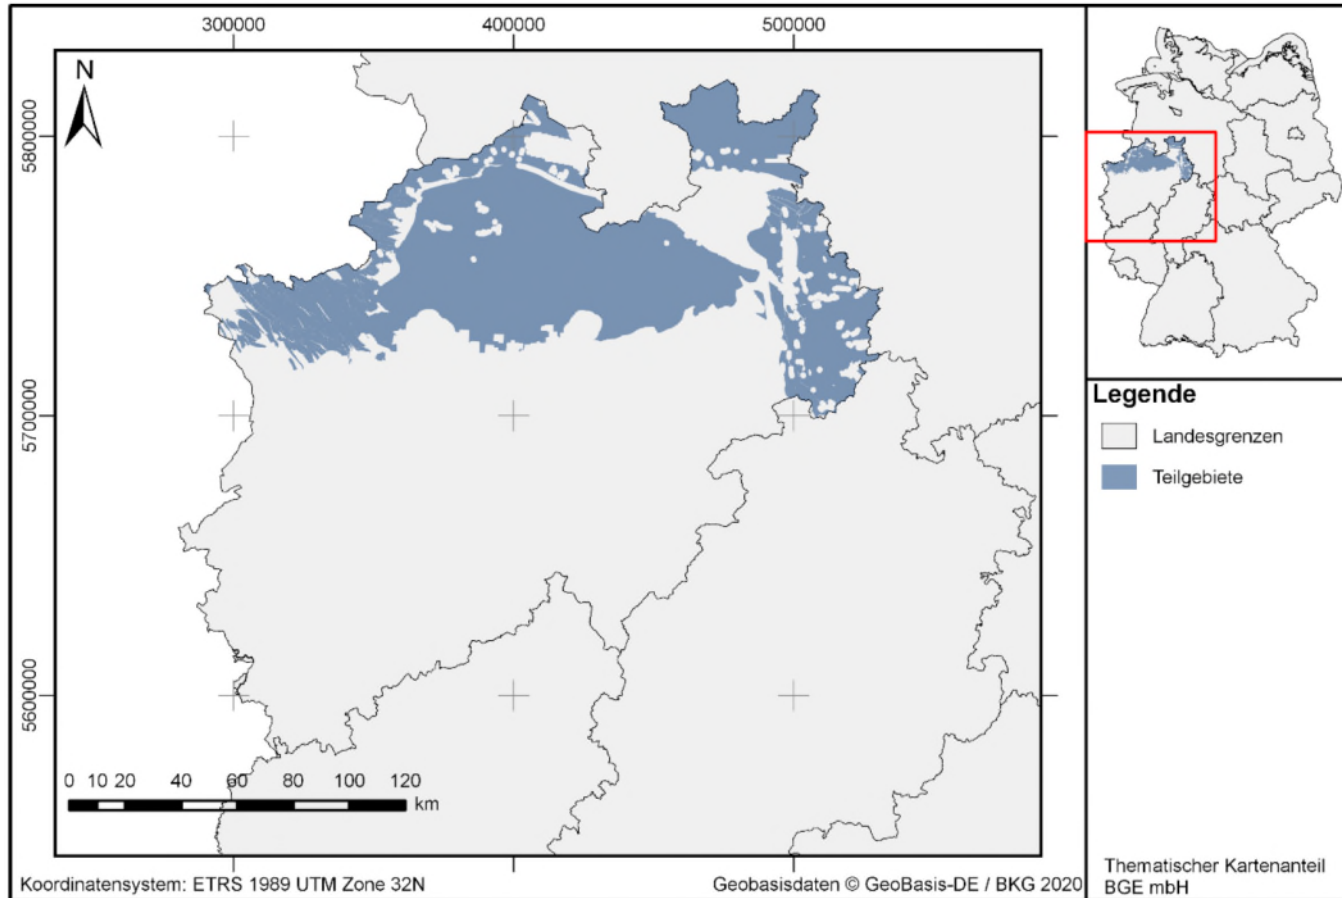 300000 400000 500000
N
5800000
5700000
5600000
0 10 20 40 60 80 100 120
km
Koordinatensystem: ETRS 1989 UTM Zone 32N
Geobasisdaten © GeoBasis-DE / BKG 2020
Legende
Landesgrenzen
Teilgebiete
Thematischer Kartenanteil
BGE mbH